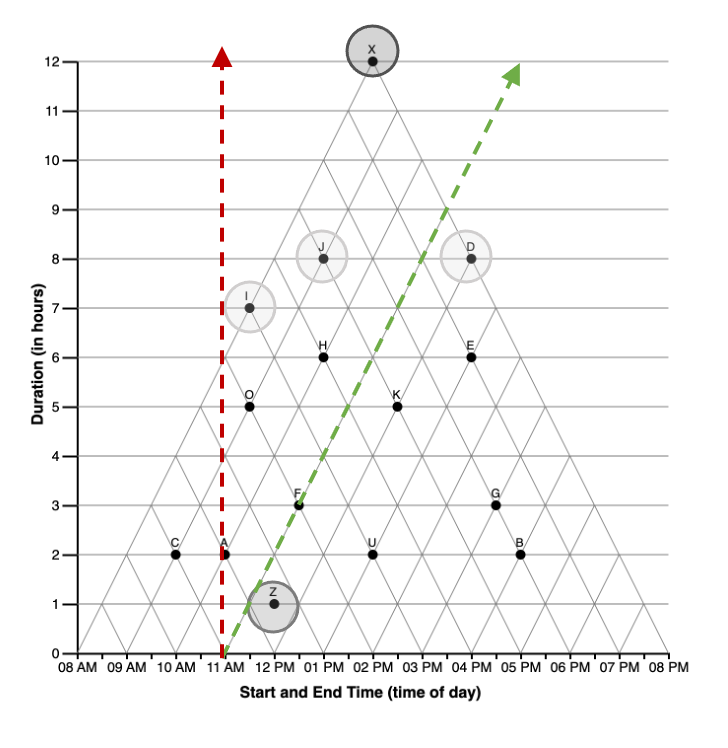 X
12
11
10
9
J
D
8
I
7
H
E
6
O
K
5
4
F
G
3
C
A
U
B
2
Z
1
0
08 AM 09 AM 10 AM 11 AM 12 PM 01 PM 02 PM 03 PM 04 PM 05 PM 06 PM 07 PM 08 PM
Duration (in hours)
Start and End Time (time of day)